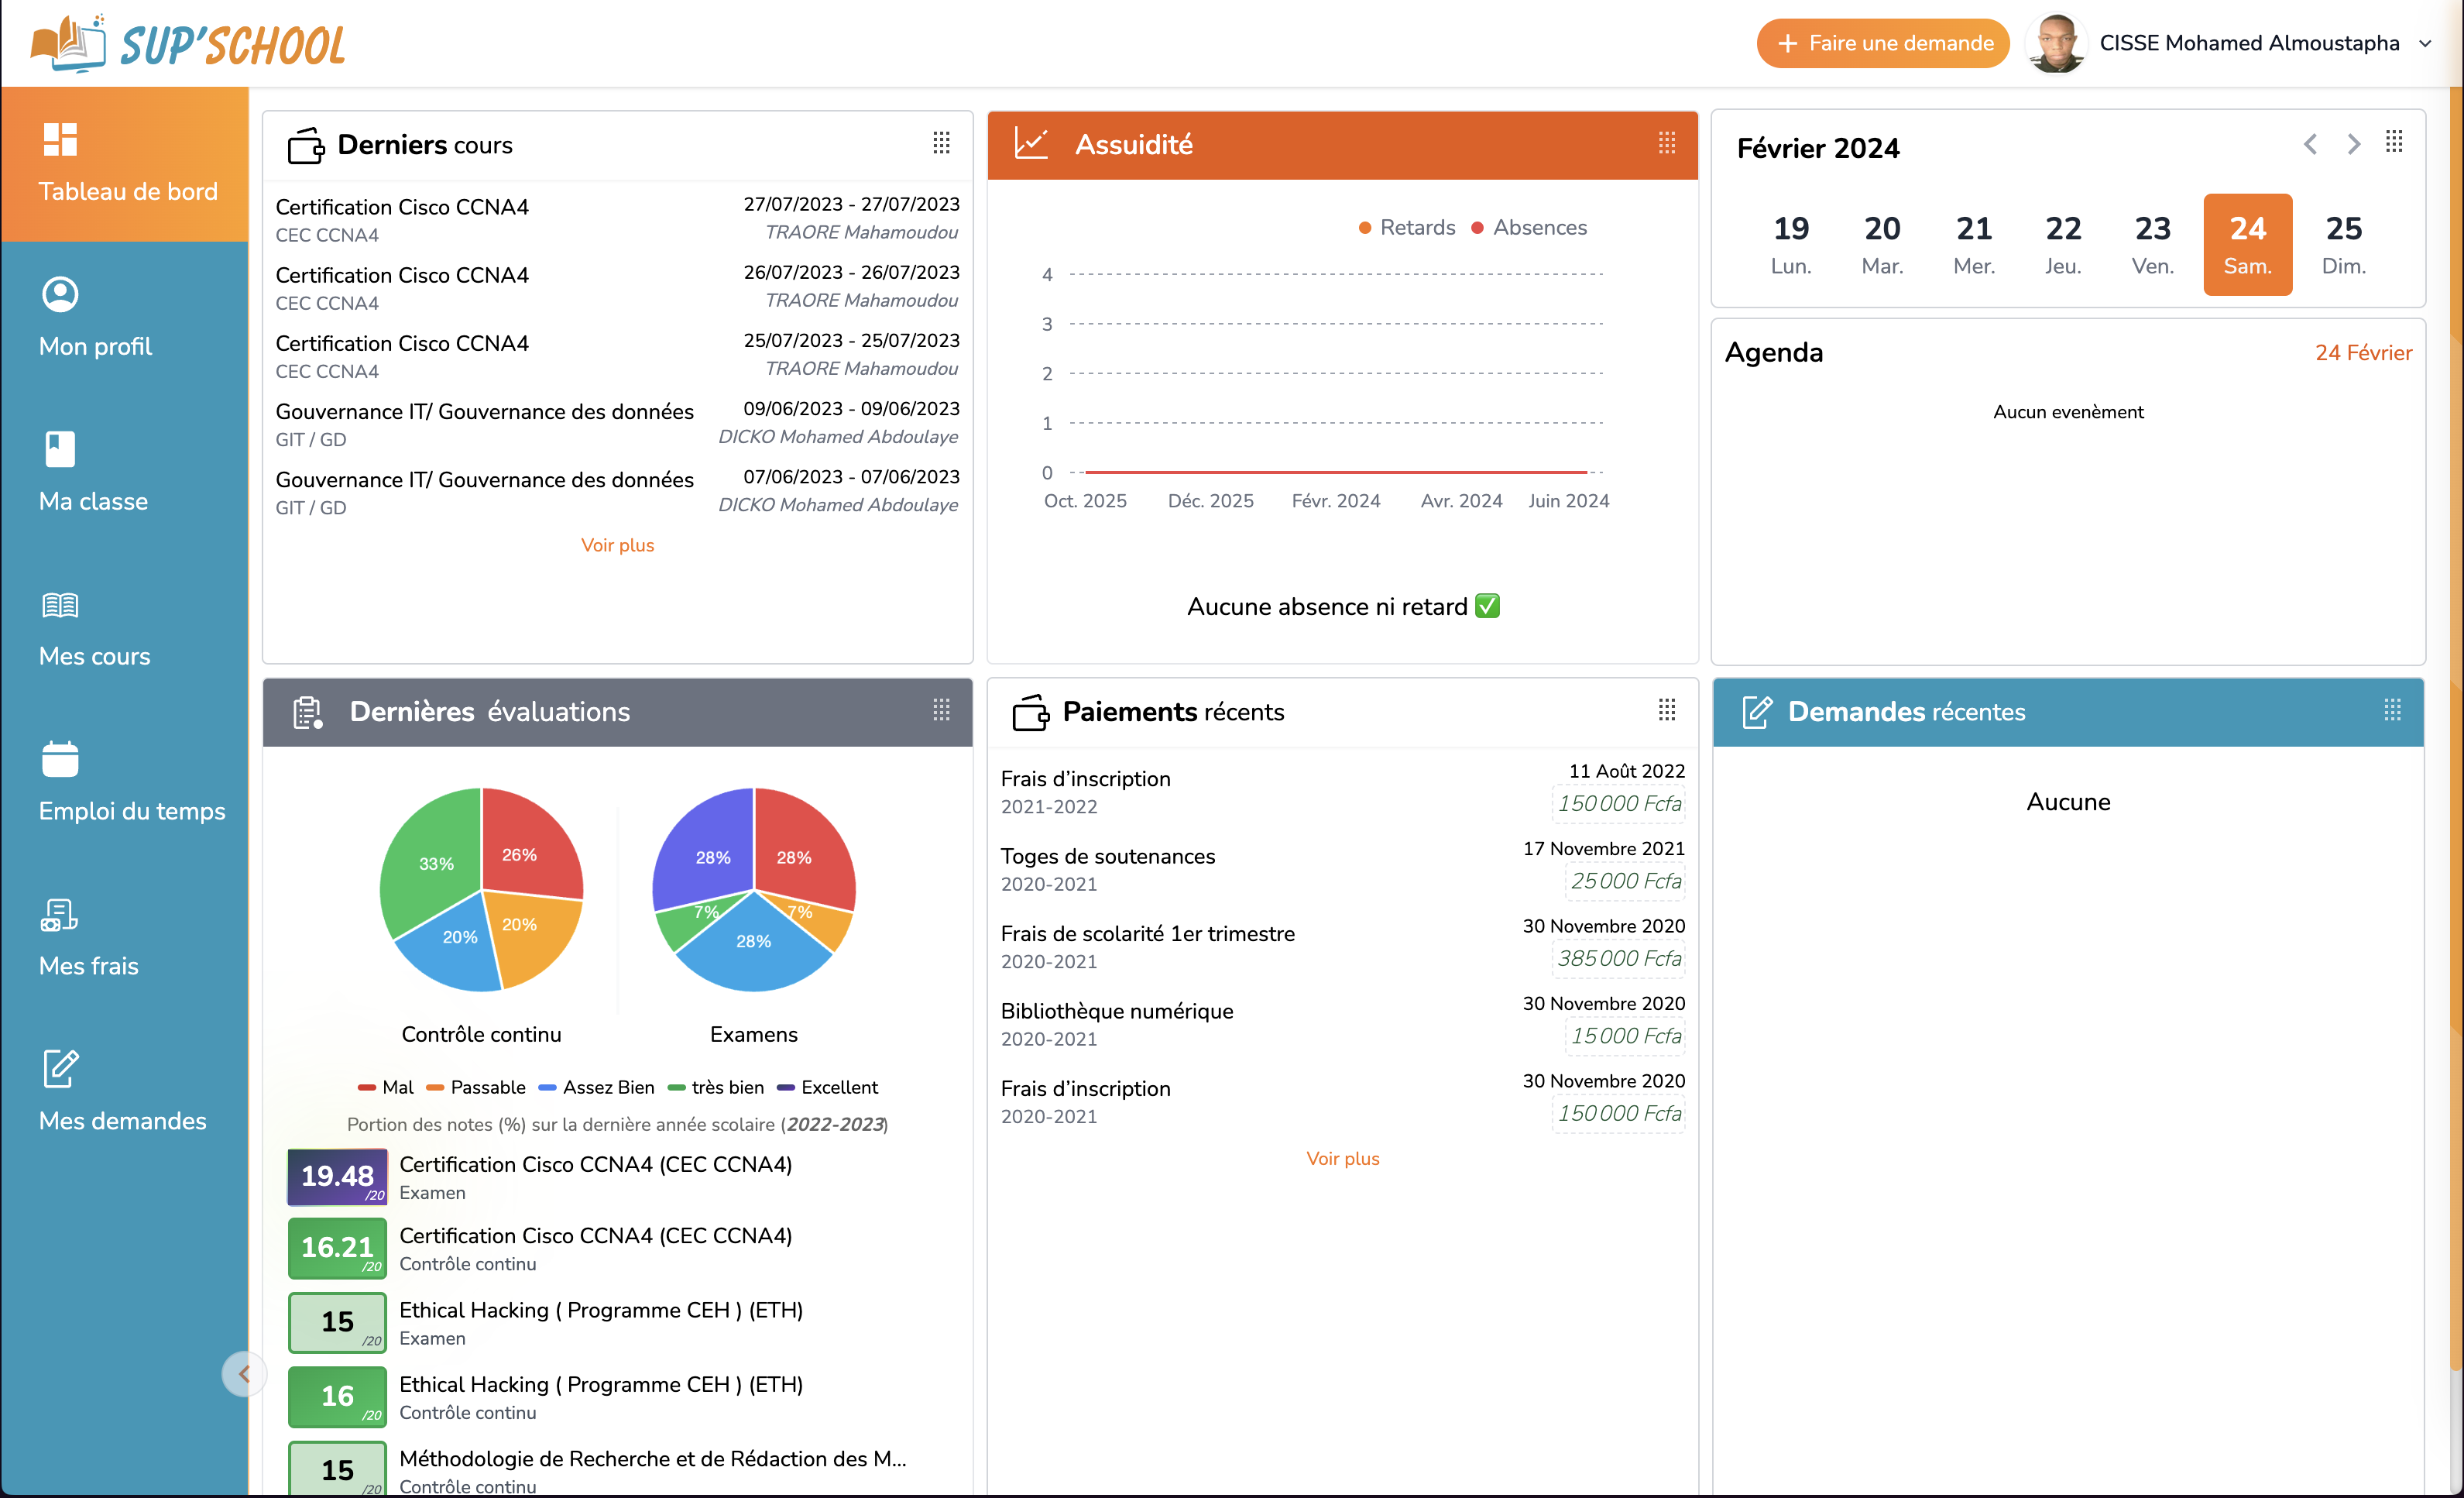 SUP'SCHOOL
Faire une demande
CISSE Mohamed Almoustapha
Tableau de bord
Mon profil
Ma classe
Mes cours
Emploi du temps
Mes frais
Mes demandes
Derniers cours
Certification Cisco CCNA4
27/07/2023 - 27/07/2023
CEC CCNA4
TRAORE Mahamoudou
Certification Cisco CCNA4
26/07/2023 - 26/07/2023
CEC CCNA4
TRAORE Mahamoudou
Certification Cisco CCNA4
25/07/2023 - 25/07/2023
CEC CCNA4
TRAORE Mahamoudou
Gouvernance IT/ Gouvernance des données
09/06/2023 - 09/06/2023
GIT / GD
DICKO Mohamed Abdoulaye
Gouvernance IT/ Gouvernance des données
07/06/2023 - 07/06/2023
GIT / GD
DICKO Mohamed Abdoulaye
Voir plus
Assuidité
Retards Absences
4
3
2
1
0
Oct. 2025 Déc. 2025 Févr. 2024 Avr. 2024 Juin 2024
Aucune absence ni retard ✅
Février 2024
19 20 21 22 23 24 25
Lun. Mar. Mer. Jeu. Ven. Sam. Dim.
Agenda
24 Février
Aucun evenèment
Dernières évaluations
33% 26%
20% 20%
28% 28%
7% 7%
28%
Contrôle continu
Examens
Mal Passable Assez Bien très bien Excellent
Portion des notes (%) sur la dernière année scolaire (2022-2023)
19.48 /20
Certification Cisco CCNA4 (CEC CCNA4)
Examen
16.21 /20
Certification Cisco CCNA4 (CEC CCNA4)
Contrôle continu
15 /20
Ethical Hacking ( Programme CEH ) (ETH)
Examen
16 /20
Ethical Hacking ( Programme CEH ) (ETH)
Contrôle continu
15 /20
Méthodologie de Recherche et de Rédaction des M...
Contrôle continu
Paiements récents
Frais d'inscription
11 Août 2022
2021-2022
150 000 Fcfa
Toges de soutenances
17 Novembre 2021
2020-2021
25 000 Fcfa
Frais de scolarité 1er trimestre
30 Novembre 2020
2020-2021
385 000 Fcfa
Bibliothèque numérique
30 Novembre 2020
2020-2021
15 000 Fcfa
Frais d'inscription
30 Novembre 2020
2020-2021
150 000 Fcfa
Voir plus
Demandes récentes
Aucune